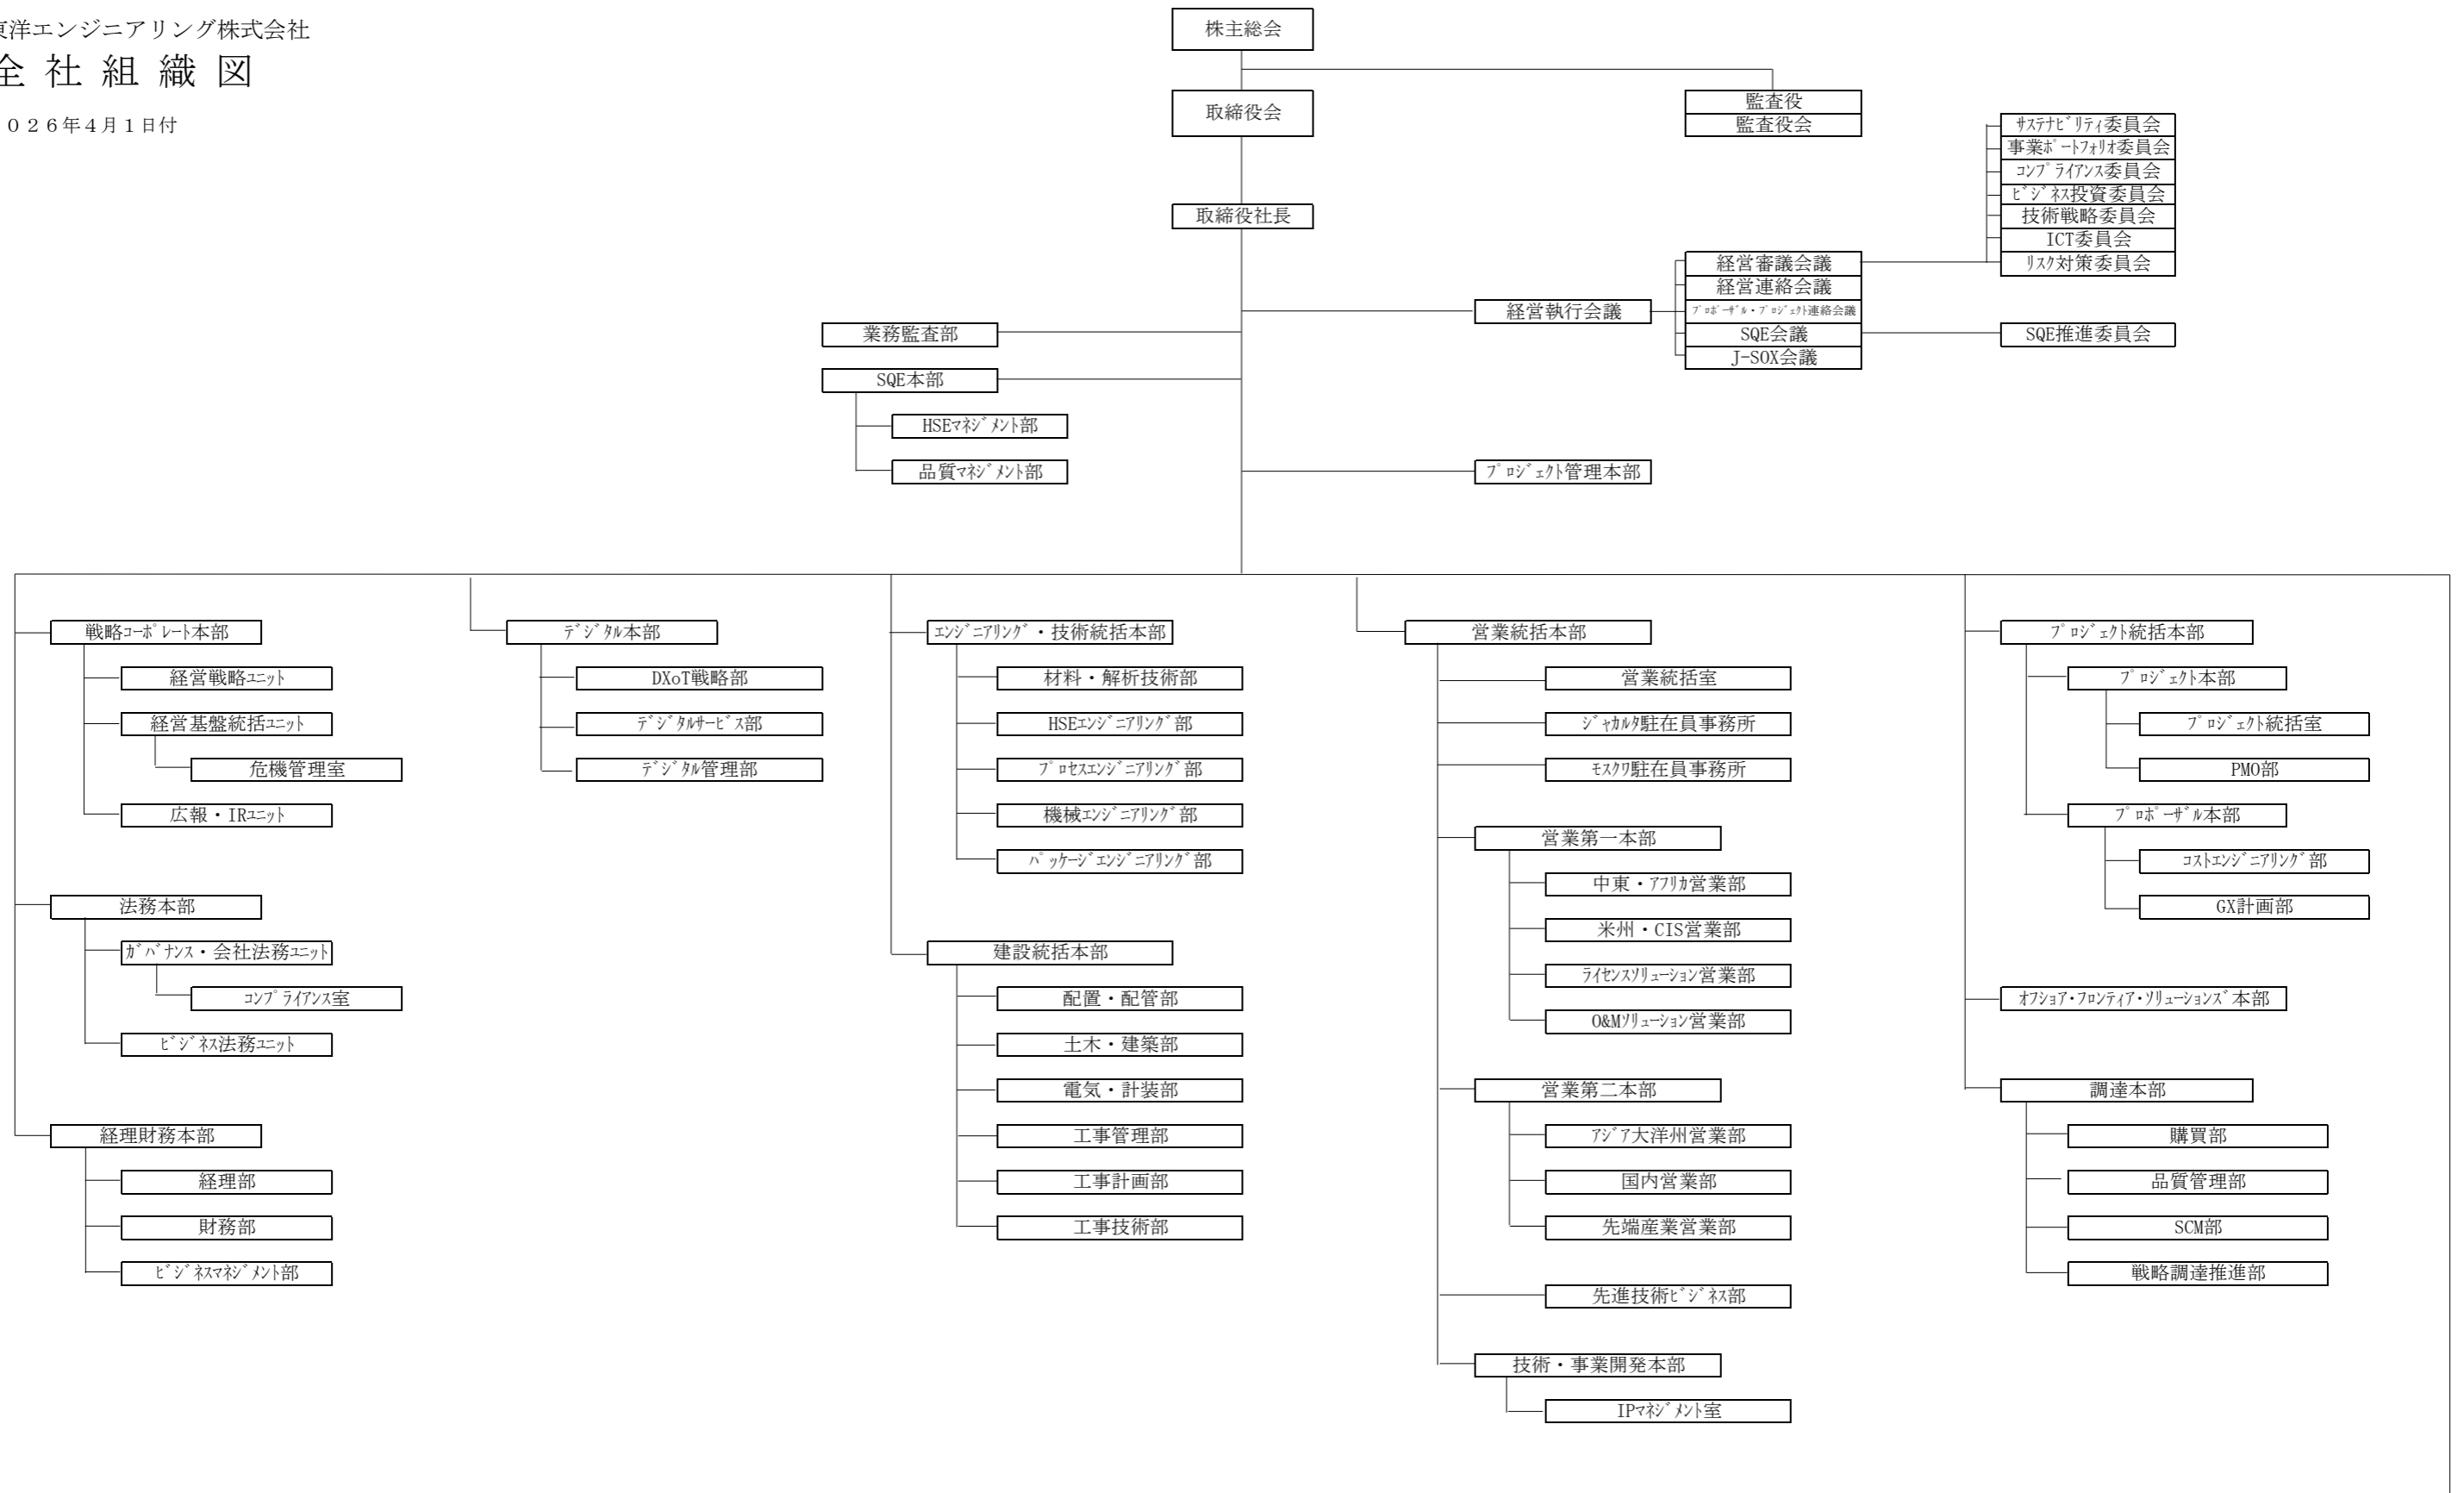 東洋エンジニアリング株式会社
全社組織図
２０２６年４月１日付
株主総会
取締役会
監査役
監査役会
取締役社長
ｻｽﾃﾅﾋﾞﾘﾃｨ委員会
事業ﾎﾟｰﾄﾌｫﾘｵ委員会
ｺﾝﾌﾟﾗｲｱﾝｽ委員会
ﾋﾞｼﾞﾈｽ投資委員会
技術戦略委員会
ICT委員会
ﾘｽｸ対策委員会
経営執行会議
経営審議会議
経営連絡会議
ﾌﾟﾛﾎﾟｰｻﾞﾙ・ﾌﾟﾛｼﾞｪｸﾄ連絡会議
SQE会議
J-SOX会議
SQE推進委員会
業務監査部
SQE本部
HSEﾏﾈｼﾞﾒﾝﾄ部
品質ﾏﾈｼﾞﾒﾝﾄ部
ﾌﾟﾛｼﾞｪｸﾄ管理本部
戦略ｺｰﾎﾟﾚｰﾄ本部
経営戦略ﾕﾆｯﾄ
経営基盤統括ﾕﾆｯﾄ
危機管理室
広報・IRﾕﾆｯﾄ
法務本部
ｶﾞﾊﾞﾅﾝｽ・会社法務ﾕﾆｯﾄ
ｺﾝﾌﾟﾗｲｱﾝｽ室
ﾋﾞｼﾞﾈｽ法務ﾕﾆｯﾄ
経理財務本部
経理部
財務部
ﾋﾞｼﾞﾈｽﾏﾈｼﾞﾒﾝﾄ部
ﾃﾞｼﾞﾀﾙ本部
DXoT戦略部
ﾃﾞｼﾞﾀﾙｻｰﾋﾞｽ部
ﾃﾞｼﾞﾀﾙ管理部
ｴﾝｼﾞﾆｱﾘﾝｸﾞ・技術統括本部
材料・解析技術部
HSEｴﾝｼﾞﾆｱﾘﾝｸﾞ部
ﾌﾟﾛｾｽｴﾝｼﾞﾆｱﾘﾝｸﾞ部
機械ｴﾝｼﾞﾆｱﾘﾝｸﾞ部
ﾊﾟｯｹｰｼﾞｴﾝｼﾞﾆｱﾘﾝｸﾞ部
建設統括本部
配置・配管部
土木・建築部
電気・計装部
工事管理部
工事計画部
工事技術部
営業統括本部
営業統括室
ｼﾞｬｶﾙﾀ駐在員事務所
ﾓｽｸﾜ駐在員事務所
営業第一本部
中東・ｱﾌﾘｶ営業部
米州・CIS営業部
ﾗｲｾﾝｽｿﾘｭｰｼｮﾝ営業部
O&Mｿﾘｭｰｼｮﾝ営業部
営業第二本部
ｱｼﾞｱ大洋州営業部
国内営業部
先端産業営業部
先進技術ﾋﾞｼﾞﾈｽ部
技術・事業開発本部
IPﾏﾈｼﾞﾒﾝﾄ室
ﾌﾟﾛｼﾞｪｸﾄ統括本部
ﾌﾟﾛｼﾞｪｸﾄ本部
ﾌﾟﾛｼﾞｪｸﾄ統括室
PMO部
ﾌﾟﾛﾎﾟｰｻﾞﾙ本部
ｺｽﾄｴﾝｼﾞﾆｱﾘﾝｸﾞ部
GX計画部
ｵﾌｼｮｱ・ﾌﾛﾝﾃｨｱ・ｿﾘｭｰｼｮﾝｽﾞ本部
調達本部
購買部
品質管理部
SCM部
戦略調達推進部